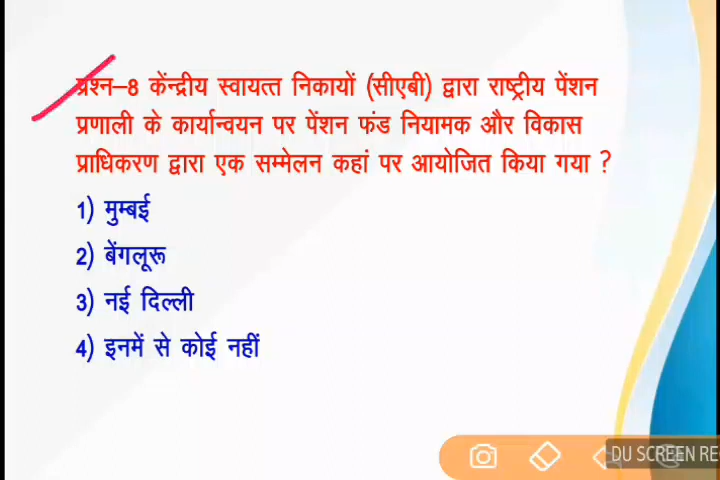 प्रश्न–8 केंन्द्रीय स्वायत्त निकायों (सीएबी) द्वारा राष्ट्रीय पेंशन
प्रणाली के कार्यान्वयन पर पेंशन फंड नियामक और विकास
प्राधिकरण द्वारा एक सम्मेलन कहां पर आयोजित किया गया ?
1) मुम्बई
2) बेंगलूरू
3) नई दिल्ली
4) इनमें से कोई नहीं
DU SCREEN RE